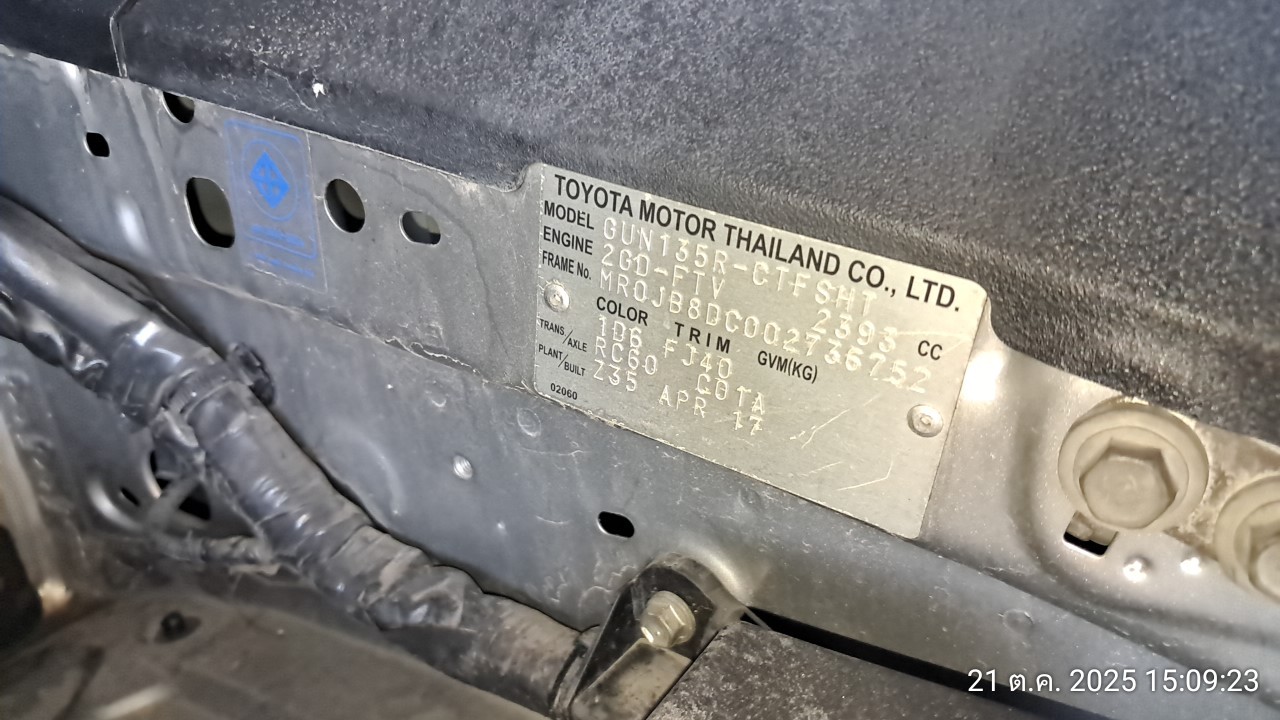 TOYOTA MOTOR THAILAND CO., LTD.
MODEL GUN135R-CTFSHT
ENGINE 2GD-FTV 2393 CC
FRAME No. MR0JB8DC002736752
COLOR TRIM GVM(KG)
1D6 FJ40
TRANS/AXLE RC60 C0TA
PLANT/BUILT Z35 APR 17
02060
21 ต.ค. 2025 15:09:23